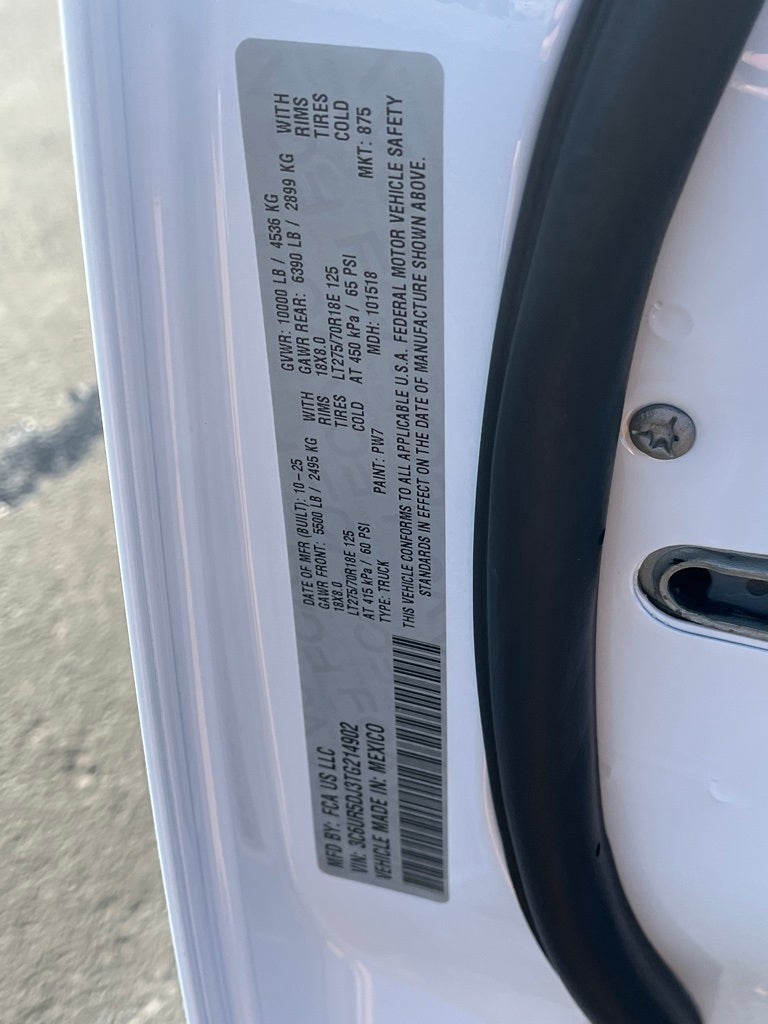 MFD BY: FCA US LLC
VIN: 3C6UR5DJ3TG214902
VEHICLE MADE IN: MEXICO
DATE OF MFR (BUILT): 10-25
GVWR: 10000 LB / 4536 KG
GAWR FRONT: 5500 LB / 2495 KG WITH
GAWR REAR: 6390 LB / 2899 KG WITH
18X8.0 RIMS
18X8.0 RIMS
LT275/70R18E 125 TIRES
LT275/70R18E 125 TIRES
AT 415 kPa / 60 PSI COLD
AT 450 kPa / 65 PSI COLD
TYPE: TRUCK PAINT: PW7 MDH: 101518 MKT: 875
THIS VEHICLE CONFORMS TO ALL APPLICABLE U.S.A. FEDERAL MOTOR VEHICLE SAFETY
STANDARDS IN EFFECT ON THE DATE OF MANUFACTURE SHOWN ABOVE.